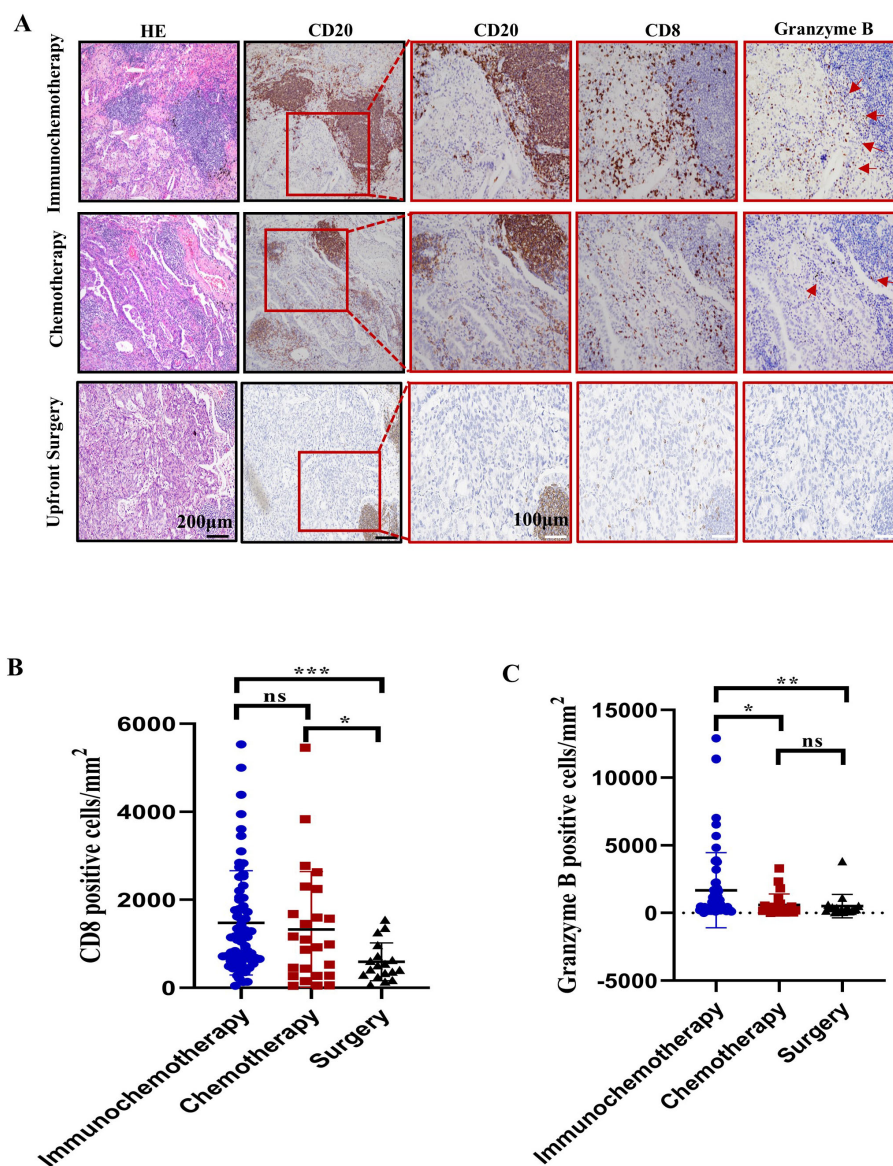 A
HE CD20 CD20 CD8 Granzyme B
Immunochemotherapy
Chemotherapy
Upfront Surgery
200μm
100μm
B
***
ns
*
CD8 positive cells/mm²
6000
4000
2000
0
Immunochemotherapy
Chemotherapy
Surgery
C
**
*
ns
Granzyme B positive cells/mm²
15000
10000
5000
0
-5000
Immunochemotherapy
Chemotherapy
Surgery